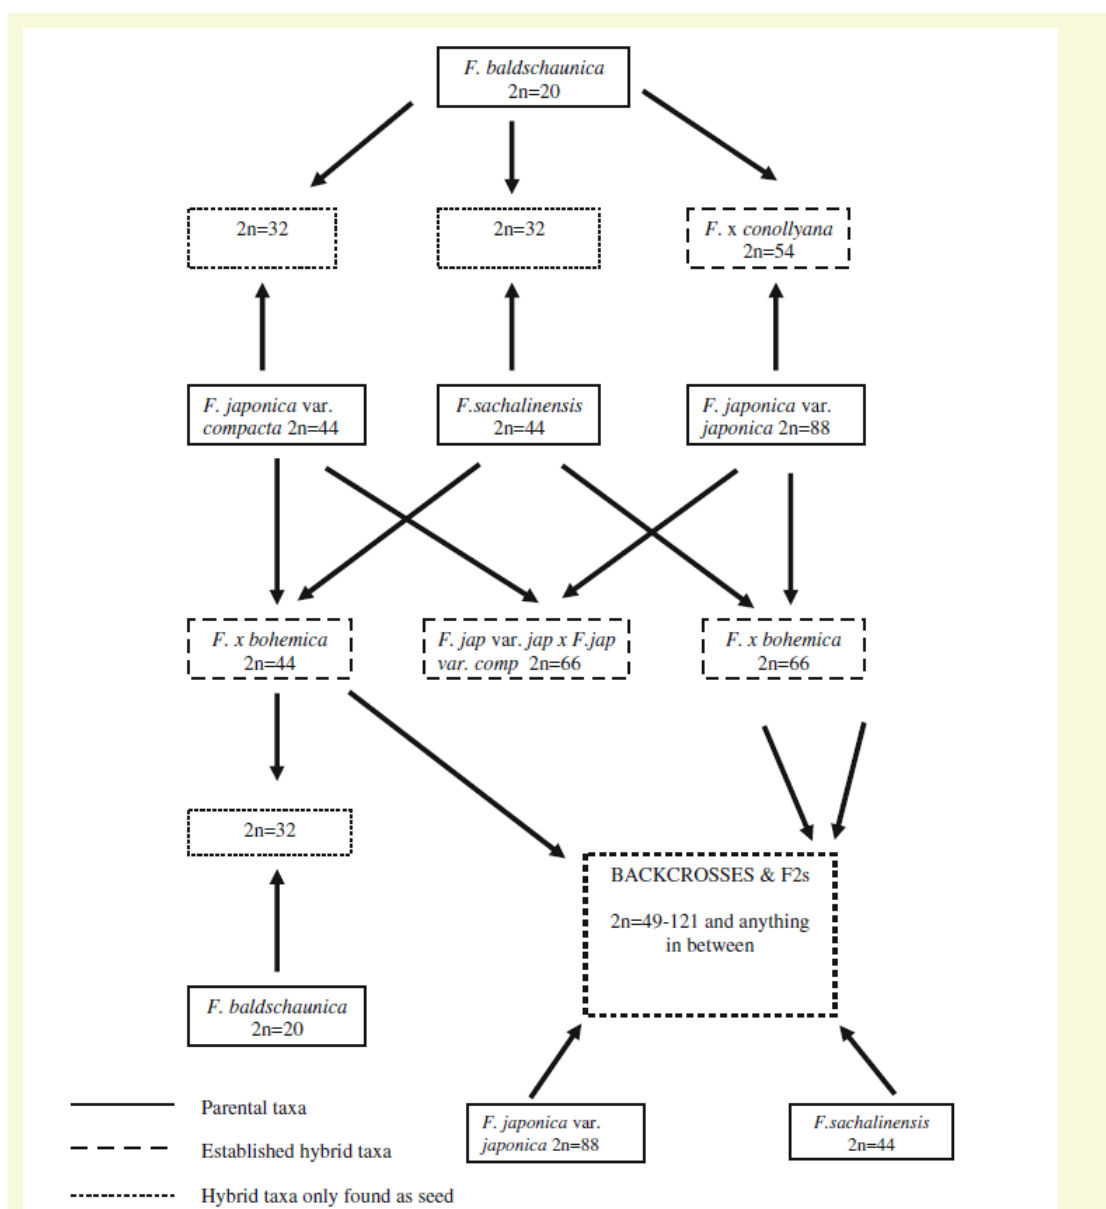 F. baldschaunica
2n=20
2n=32
2n=32
F. x conollyana
2n=54
F. japonica var.
compacta 2n=44
F.sachalinensis
2n=44
F. japonica var.
japonica 2n=88
F. x bohemica
2n=44
F. jap var. jap x F.jap
var. comp 2n=66
F. x bohemica
2n=66
2n=32
BACKCROSSES & F2s
2n=49-121 and anything
in between
F. baldschaunica
2n=20
F. japonica var.
japonica 2n=88
F.sachalinensis
2n=44
Parental taxa
Established hybrid taxa
Hybrid taxa only found as seed